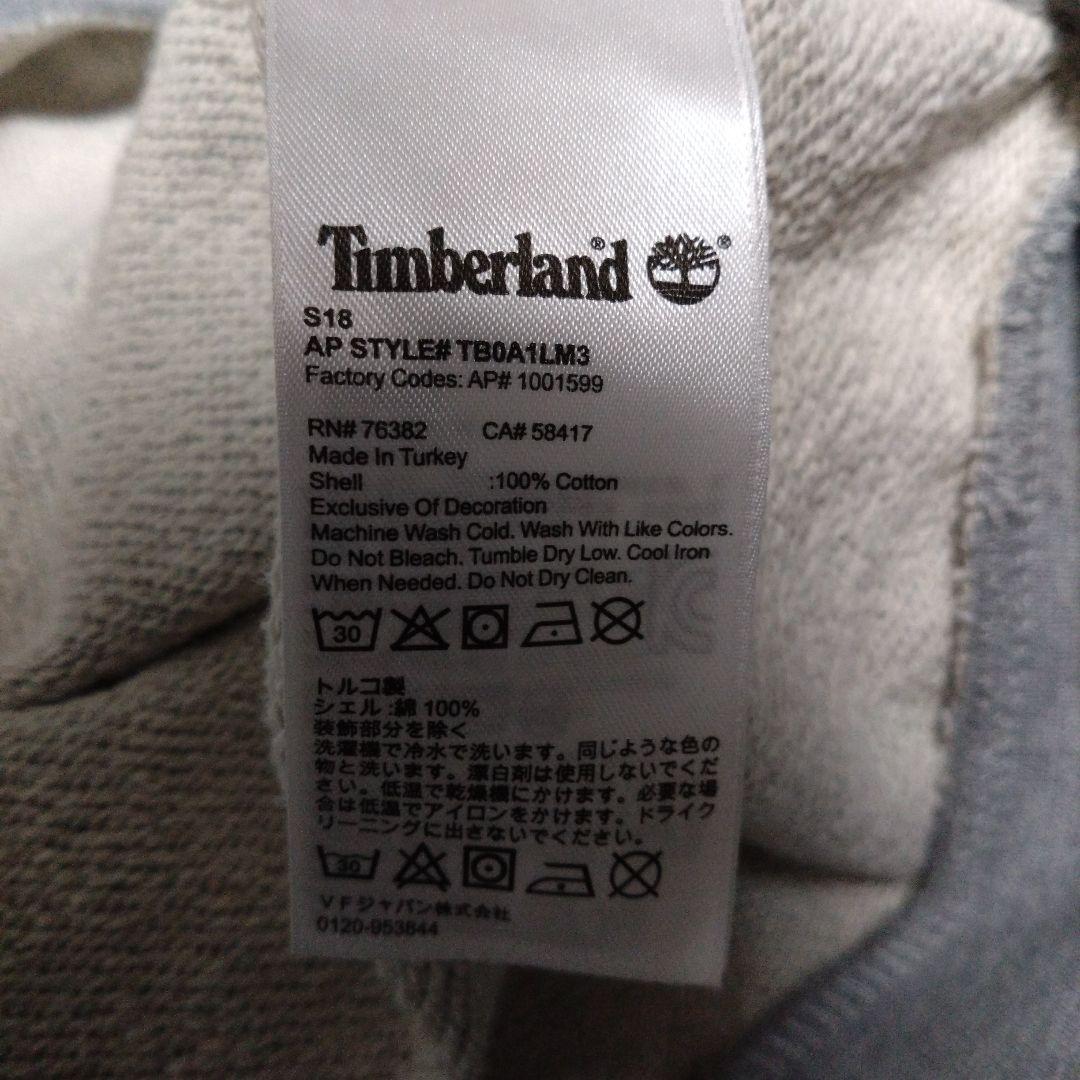 Timberland® ®
S18
AP STYLE# TB0A1LM3
Factory Codes: AP# 1001599
RN# 76382 CA# 58417
Made In Turkey
Shell :100% Cotton
Exclusive Of Decoration
Machine Wash Cold. Wash With Like Colors.
Do Not Bleach. Tumble Dry Low. Cool Iron
When Needed. Do Not Dry Clean.
30
トルコ製
シェル :綿 100%
装飾部分を除く
洗濯機で冷水で洗います。同じような色の
物と洗います。漂白剤は使用しないでくだ
さい。低温で乾燥機にかけます。必要な場
合は低温でアイロンをかけます。ドライク
リーニングに出さないでください。
30
VFジャパン株式会社
0120-953844